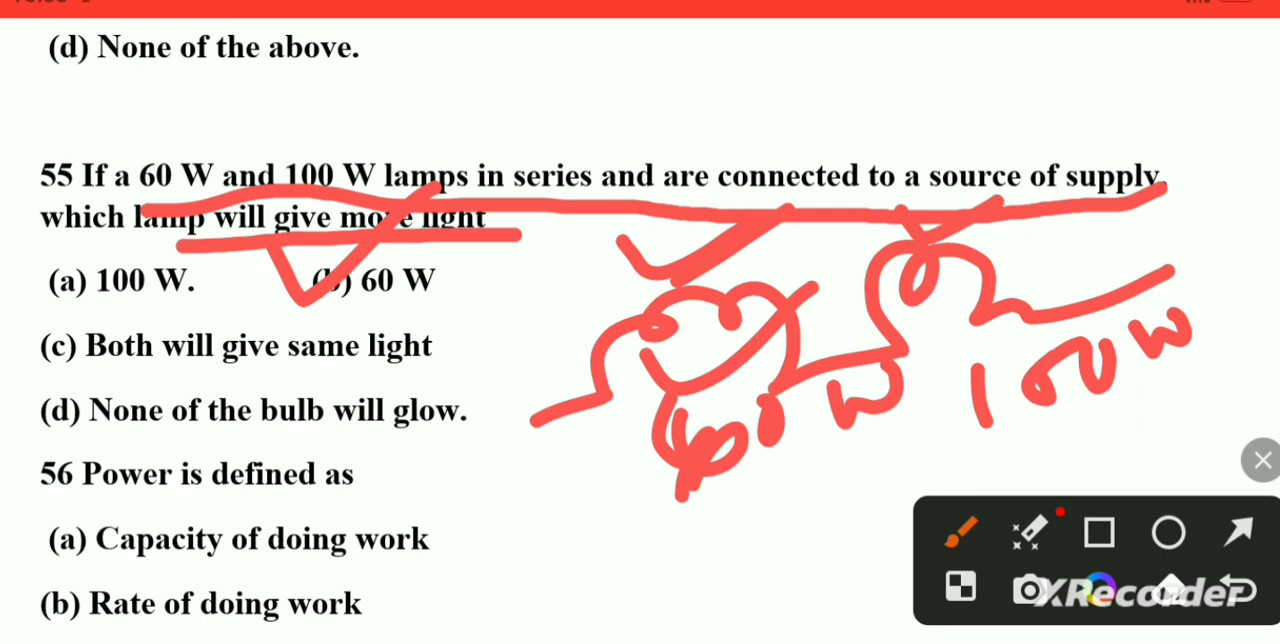 (d) None of the above.
55 If a 60 W and 100 W lamps in series and are connected to a source of supply,
which lamp will give more light
(a) 100 W. (b) 60 W
(c) Both will give same light
(d) None of the bulb will glow.
60 W 100 W
56 Power is defined as
(a) Capacity of doing work
(b) Rate of doing work
XRecorder